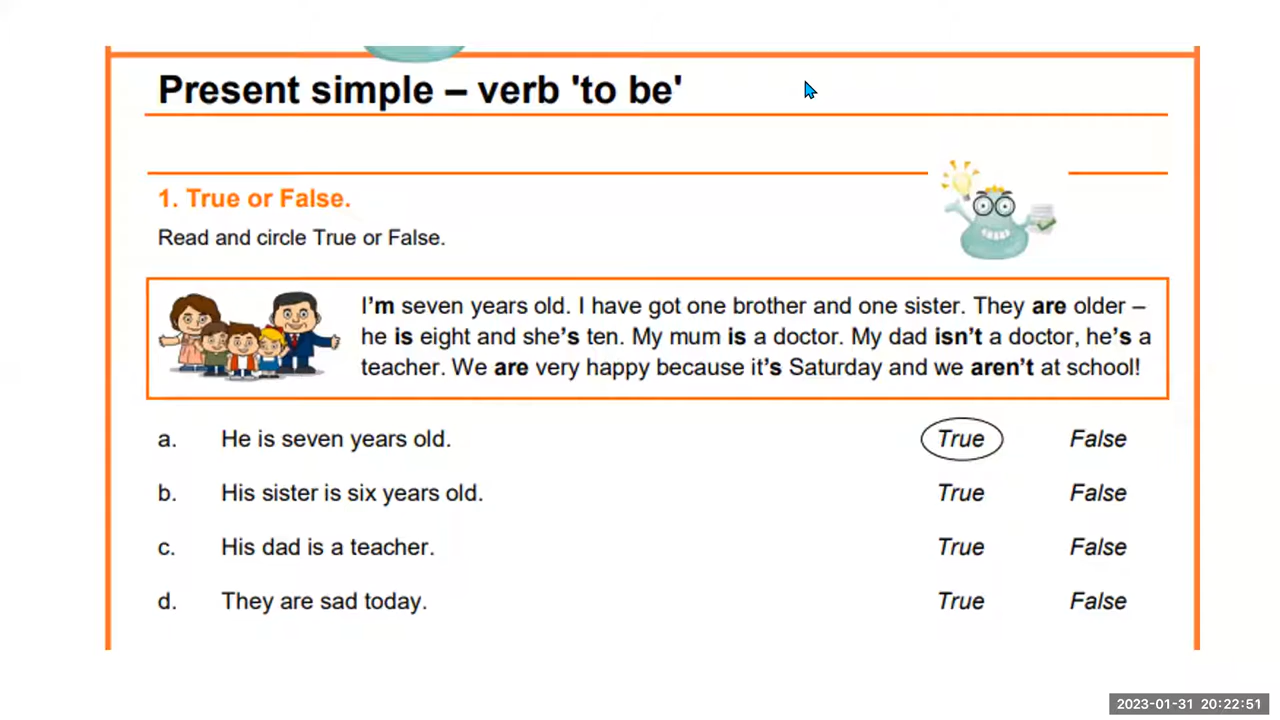 Present simple – verb 'to be'
1. True or False.
Read and circle True or False.
I'm seven years old. I have got one brother and one sister. They are older –
he is eight and she's ten. My mum is a doctor. My dad isn't a doctor, he's a
teacher. We are very happy because it's Saturday and we aren't at school!
a. He is seven years old. True False
b. His sister is six years old. True False
c. His dad is a teacher. True False
d. They are sad today. True False
2023-01-31 20:22:51